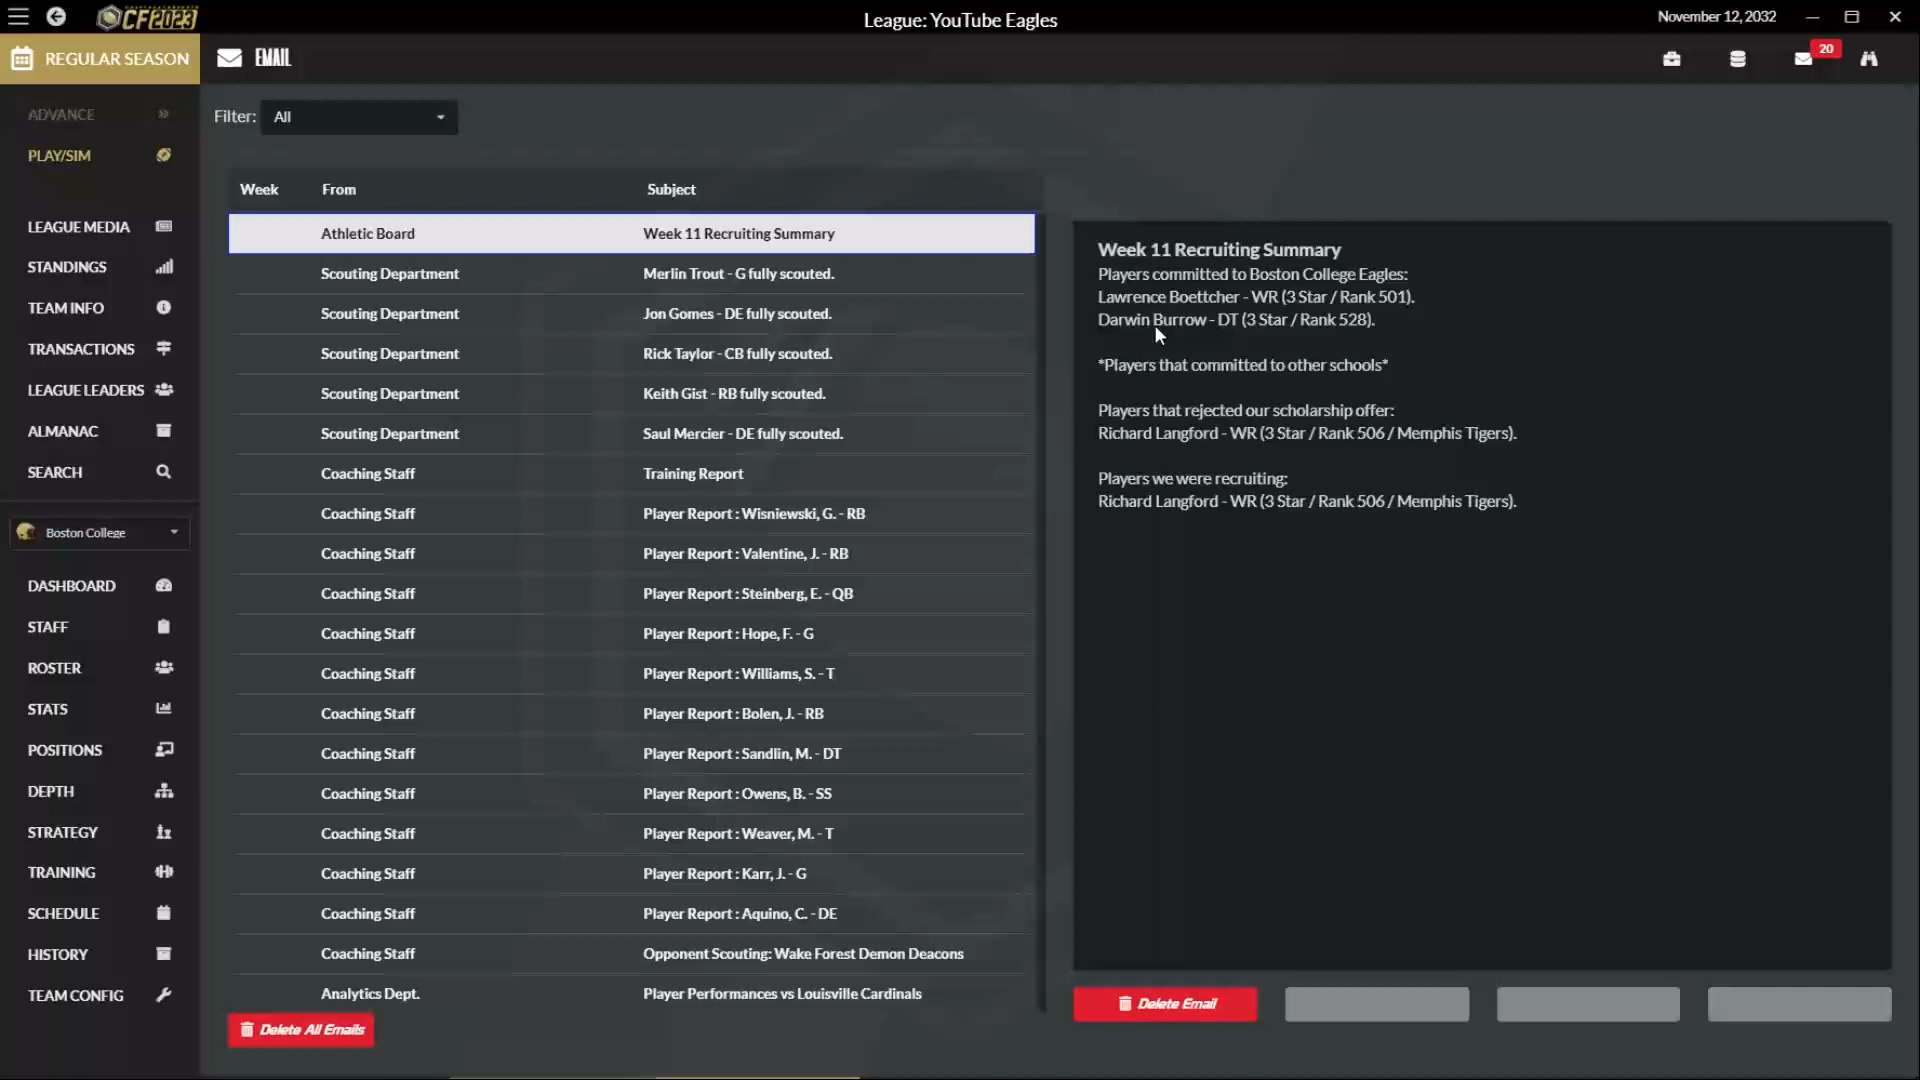 CF2023
League: YouTube Eagles
November 12, 2032
REGULAR SEASON
EMAIL
20
ADVANCE
PLAY/SIM
LEAGUE MEDIA
STANDINGS
TEAM INFO
TRANSACTIONS
LEAGUE LEADERS
ALMANAC
SEARCH
Boston College
DASHBOARD
STAFF
ROSTER
STATS
POSITIONS
DEPTH
STRATEGY
TRAINING
SCHEDULE
HISTORY
TEAM CONFIG
Filter: All
Week From Subject
Athletic Board Week 11 Recruiting Summary
Scouting Department Merlin Trout - G fully scouted.
Scouting Department Jon Gomes - DE fully scouted.
Scouting Department Rick Taylor - CB fully scouted.
Scouting Department Keith Gist - RB fully scouted.
Scouting Department Saul Mercier - DE fully scouted.
Coaching Staff Training Report
Coaching Staff Player Report : Wisniewski, G. - RB
Coaching Staff Player Report : Valentine, J. - RB
Coaching Staff Player Report : Steinberg, E. - QB
Coaching Staff Player Report : Hope, F. - G
Coaching Staff Player Report : Williams, S. - T
Coaching Staff Player Report : Bolen, J. - RB
Coaching Staff Player Report : Sandlin, M. - DT
Coaching Staff Player Report : Owens, B. - SS
Coaching Staff Player Report : Weaver, M. - T
Coaching Staff Player Report : Karr, J. - G
Coaching Staff Player Report : Aquino, C. - DE
Coaching Staff Opponent Scouting: Wake Forest Demon Deacons
Analytics Dept. Player Performances vs Louisville Cardinals
Delete All Emails
Week 11 Recruiting Summary
Players committed to Boston College Eagles:
Lawrence Boettcher - WR (3 Star / Rank 501).
Darwin Burrow - DT (3 Star / Rank 528).
*Players that committed to other schools*
Players that rejected our scholarship offer:
Richard Langford - WR (3 Star / Rank 506 / Memphis Tigers).
Players we were recruiting:
Richard Langford - WR (3 Star / Rank 506 / Memphis Tigers).
Delete Email